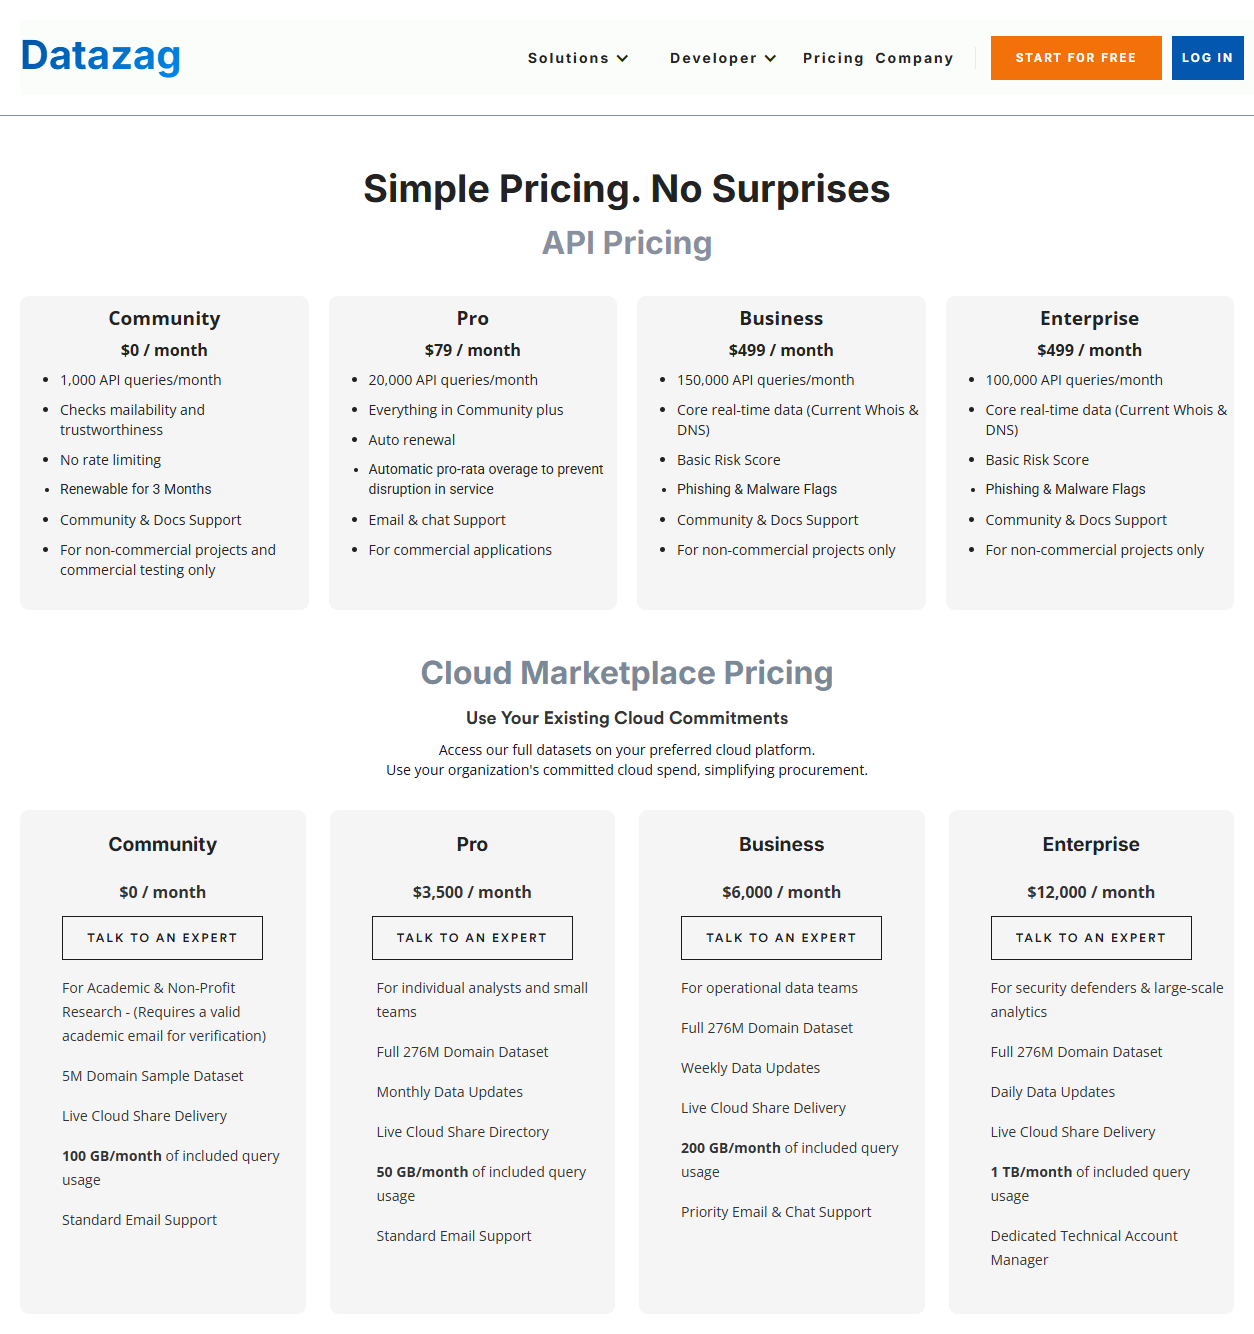 Datazag
Solutions
Developer
Pricing
Company
START FOR FREE
LOG IN
Simple Pricing. No Surprises
API Pricing
Community
$0 / month
• 1,000 API queries/month
• Checks mailability and
trustworthiness
• No rate limiting
• Renewable for 3 Months
• Community & Docs Support
• For non-commercial projects and
commercial testing only
Pro
$79 / month
• 20,000 API queries/month
• Everything in Community plus
• Auto renewal
• Automatic pro-rata overage to prevent
disruption in service
• Email & chat Support
• For commercial applications
Business
$499 / month
• 150,000 API queries/month
• Core real-time data (Current Whois &
DNS)
• Basic Risk Score
• Phishing & Malware Flags
• Community & Docs Support
• For non-commercial projects only
Enterprise
$499 / month
• 100,000 API queries/month
• Core real-time data (Current Whois &
DNS)
• Basic Risk Score
• Phishing & Malware Flags
• Community & Docs Support
• For non-commercial projects only
Cloud Marketplace Pricing
Use Your Existing Cloud Commitments
Access our full datasets on your preferred cloud platform.
Use your organization's committed cloud spend, simplifying procurement.
Community
$0 / month
TALK TO AN EXPERT
For Academic & Non-Profit
Research - (Requires a valid
academic email for verification)
5M Domain Sample Dataset
Live Cloud Share Delivery
100 GB/month of included query
usage
Standard Email Support
Pro
$3,500 / month
TALK TO AN EXPERT
For individual analysts and small
teams
Full 276M Domain Dataset
Monthly Data Updates
Live Cloud Share Directory
50 GB/month of included query
usage
Standard Email Support
Business
$6,000 / month
TALK TO AN EXPERT
For operational data teams
Full 276M Domain Dataset
Weekly Data Updates
Live Cloud Share Delivery
200 GB/month of included query
usage
Priority Email & Chat Support
Enterprise
$12,000 / month
TALK TO AN EXPERT
For security defenders & large-scale
analytics
Full 276M Domain Dataset
Daily Data Updates
Live Cloud Share Delivery
1 TB/month of included query
usage
Dedicated Technical Account
Manager